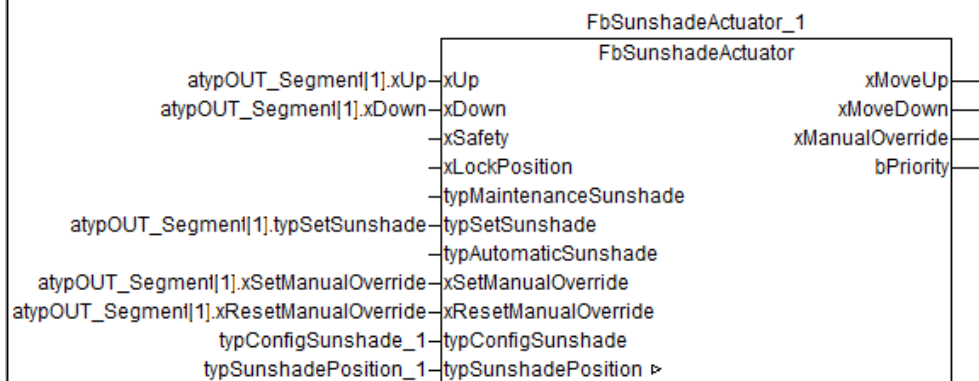 FbSunshadeActuator_1
FbSunshadeActuator
atypOUT_Segment[1].xUp xUp xMoveUp
atypOUT_Segment[1].xDown xDown xMoveDown
xSafety xManualOverride
xLockPosition bPriority
typMaintenanceSunshade
atypOUT_Segment[1].typSetSunshade typSetSunshade
typAutomaticSunshade
atypOUT_Segment[1].xSetManualOverride xSetManualOverride
atypOUT_Segment[1].xResetManualOverride xResetManualOverride
typConfigSunshade_1 typConfigSunshade
typSunshadePosition_1 typSunshadePosition